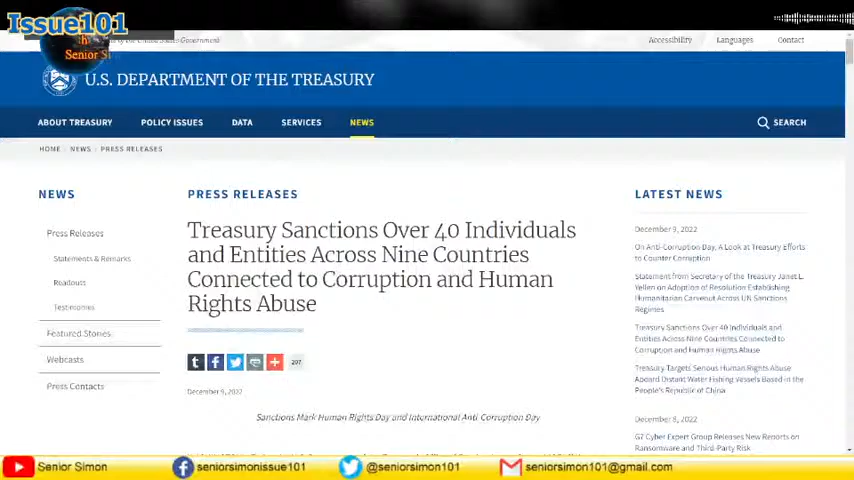 Issue101
Senior Si
Government
Accessibility
Languages
Contact
U.S. DEPARTMENT OF THE TREASURY
ABOUT TREASURY
POLICY ISSUES
DATA
SERVICES
NEWS
SEARCH
HOME
NEWS
PRESS RELEASES
NEWS
Press Releases
Statements & Remarks
Readouts
Testimonies
Featured Stories
Webcasts
Press Contacts
PRESS RELEASES
Treasury Sanctions Over 40 Individuals
and Entities Across Nine Countries
Connected to Corruption and Human
Rights Abuse
207
December 9, 2022
Sanctions Mark Human Rights Day and International Anti-Corruption Day
LATEST NEWS
December 9, 2022
On Anti-Corruption Day, A Look at Treasury Efforts
to Counter Corruption
Statement from Secretary of the Treasury Janet L.
Yellen on Adoption of Resolution Establishing
Humanitarian Carveout Across UN Sanctions
Regimes
Treasury Sanctions Over 40 Individuals and
Entities Across Nine Countries Connected to
Corruption and Human Rights Abuse
Treasury Targets Serious Human Rights Abuse
Aboard Distant Water Fishing Vessels Based in the
People's Republic of China
December 8, 2022
G7 Cyber Expert Group Releases New Reports on
Ransomware and Third-Party Risk
Senior Simon
seniorsimonissue101
@seniorsimon101
seniorsimon101@gmail.com